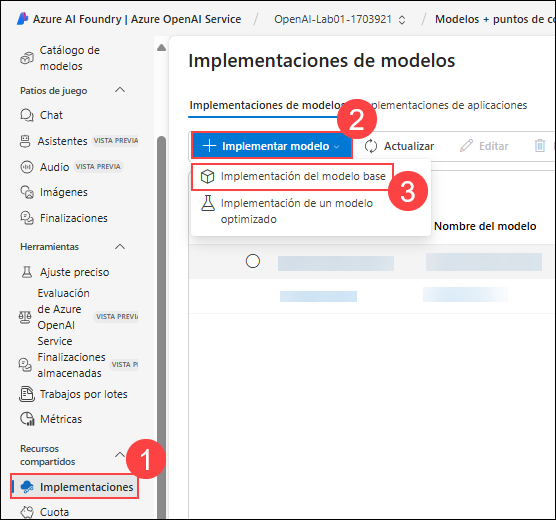 Azure AI Foundry | Azure OpenAI Service / OpenAI-Lab01-1703921 / Modelos + puntos de
Catálogo de
modelos
Patios de juego
Chat
Asistentes VISTA PREVIA
Audio VISTA PREVIA
Imágenes
Finalizaciones
Herramientas
Ajuste preciso
Evaluación
de Azure
OpenAI
Service
VISTA PREVIA
Finalizaciones
almacenadas
VISTA PREVIA
Trabajos por lotes
Métricas
Recursos
compartidos
1
Implementaciones
Cuota
Implementaciones de modelos
Implementaciones de modelos
mplementaciones de aplicaciones
2
+ Implementar modelo
Actualizar
Editar
Implementación del modelo base
3
Implementación de un modelo
optimizado
Nombre del modelo